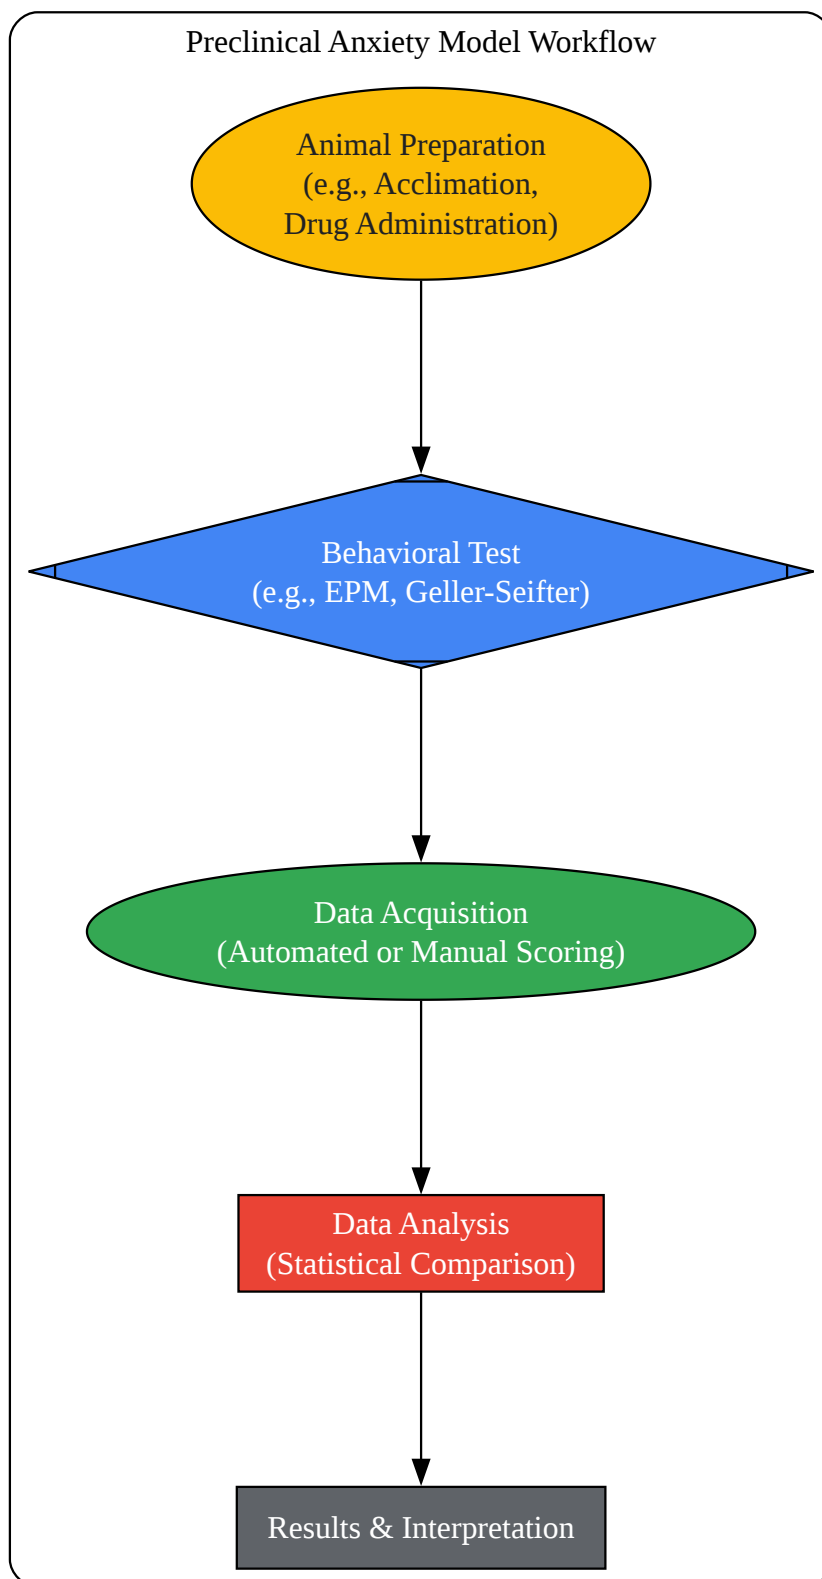 Preclinical Anxiety Model Workflow
Animal Preparation
(e.g., Acclimation,
Drug Administration)
Behavioral Test
(e.g., EPM, Geller-Seifter)
Data Acquisition
(Automated or Manual Scoring)
Data Analysis
(Statistical Comparison)
Results & Interpretation